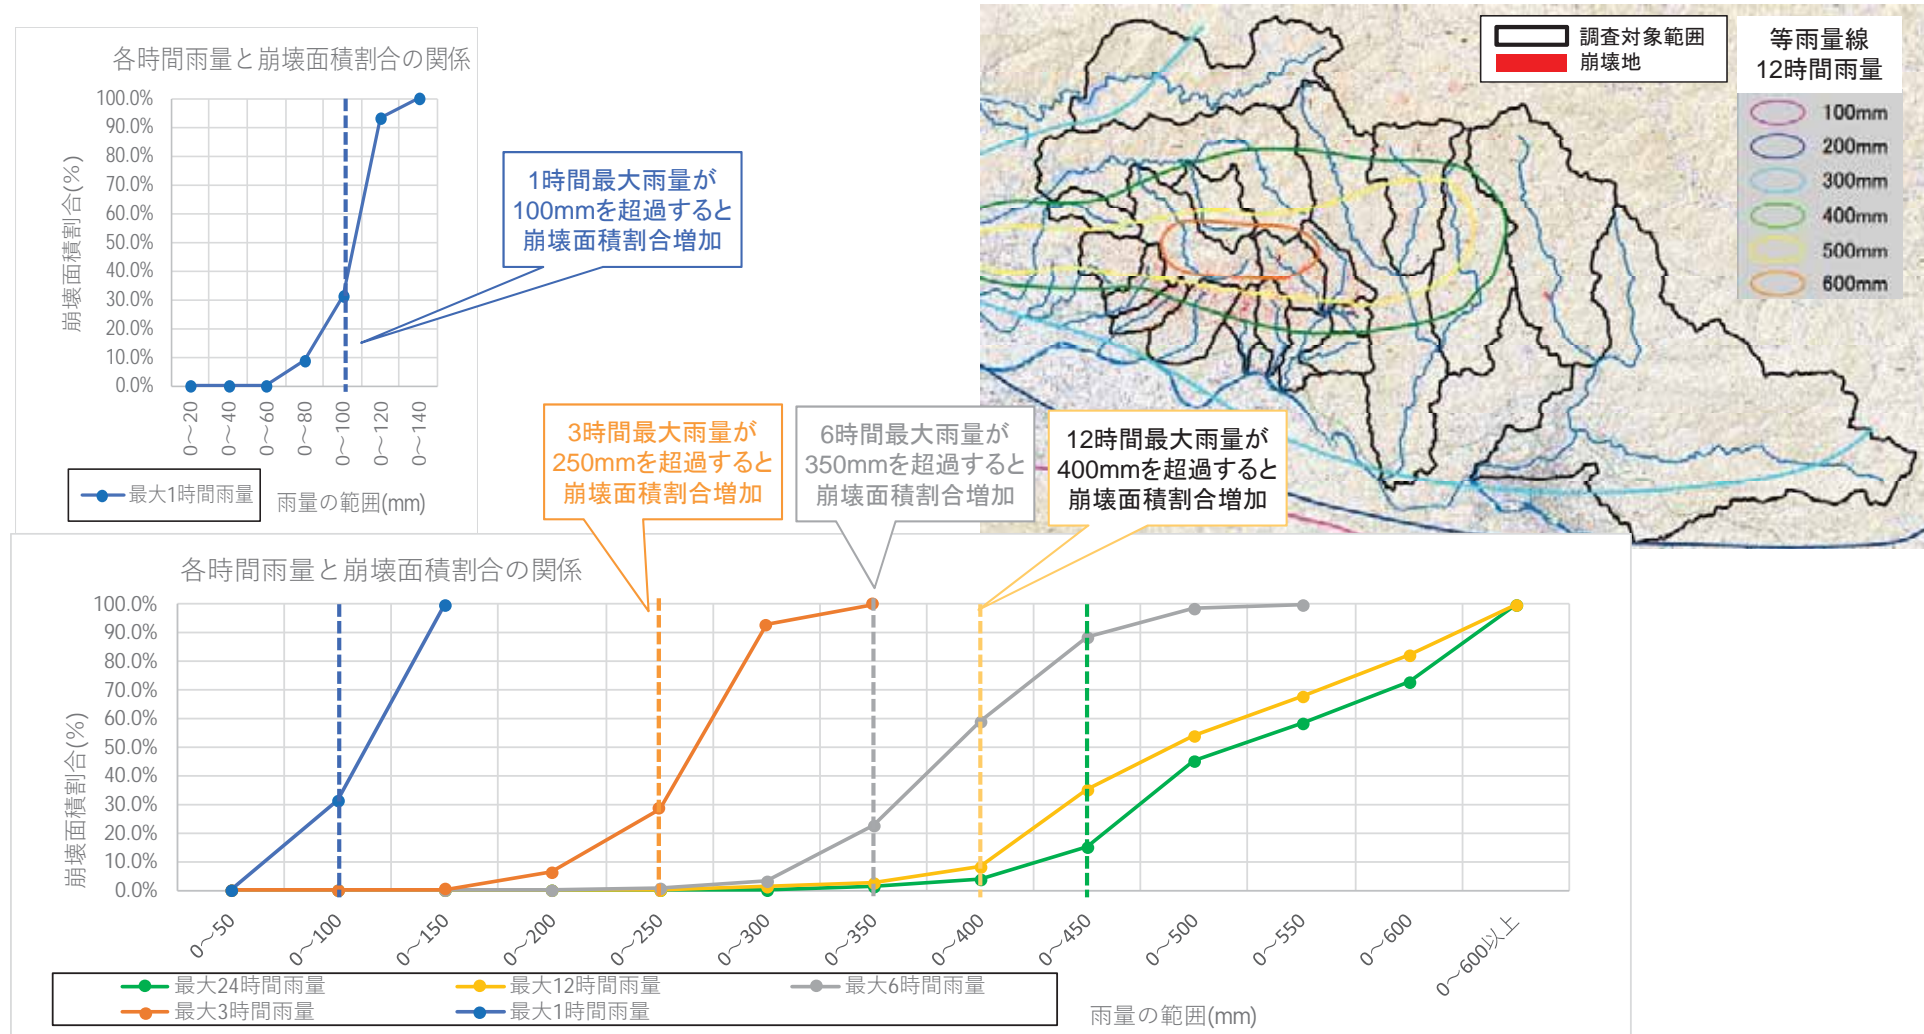 各時間雨量と崩壊面積割合の関係
崩壊面積割合(%)
100.0%
90.0%
80.0%
70.0%
60.0%
50.0%
40.0%
30.0%
20.0%
10.0%
0.0%
0～20
0～40
0～60
0～80
0～100
0～120
0～140
最大1時間雨量
雨量の範囲(mm)
1時間最大雨量が
100mmを超過すると
崩壊面積割合増加
調査対象範囲
崩壊地
等雨量線
12時間雨量
100mm
200mm
300mm
400mm
500mm
600mm
3時間最大雨量が
250mmを超過すると
崩壊面積割合増加
6時間最大雨量が
350mmを超過すると
崩壊面積割合増加
12時間最大雨量が
400mmを超過すると
崩壊面積割合増加
各時間雨量と崩壊面積割合の関係
崩壊面積割合(%)
100.0%
90.0%
80.0%
70.0%
60.0%
50.0%
40.0%
30.0%
20.0%
10.0%
0.0%
0～50
0～100
0～150
0～200
0～250
0～300
0～350
0～400
0～450
0～500
0～550
0～600
0～600以上
最大24時間雨量
最大12時間雨量
最大6時間雨量
最大3時間雨量
最大1時間雨量
雨量の範囲(mm)